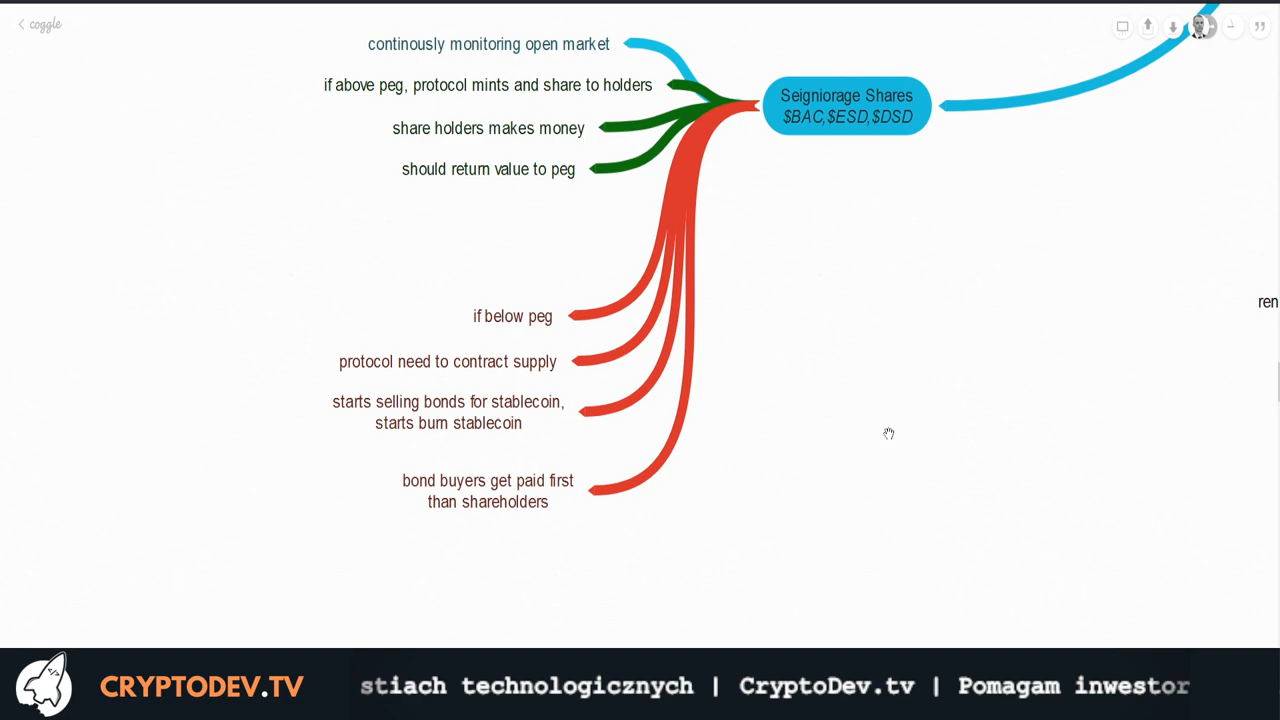 coggle
continously monitoring open market
if above peg, protocol mints and share to holders
share holders makes money
should return value to peg
Seigniorage Shares
$BAC,$ESD,$DSD
if below peg
protocol need to contract supply
starts selling bonds for stablecoin,
starts burn stablecoin
bond buyers get paid first
than shareholders
ren
CRYPTODEV.TV
stiach technologicznych | CryptoDev.tv | Pomagam inwestor